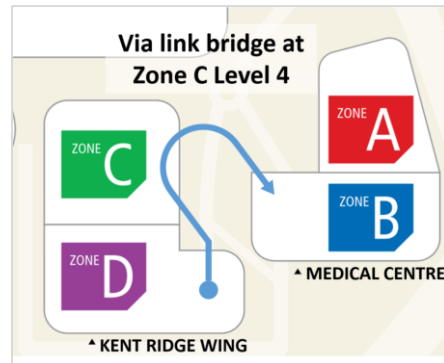 Via link bridge at
Zone C Level 4
ZONE A
ZONE C
ZONE B
ZONE D
▲ MEDICAL CENTRE
▲ KENT RIDGE WING